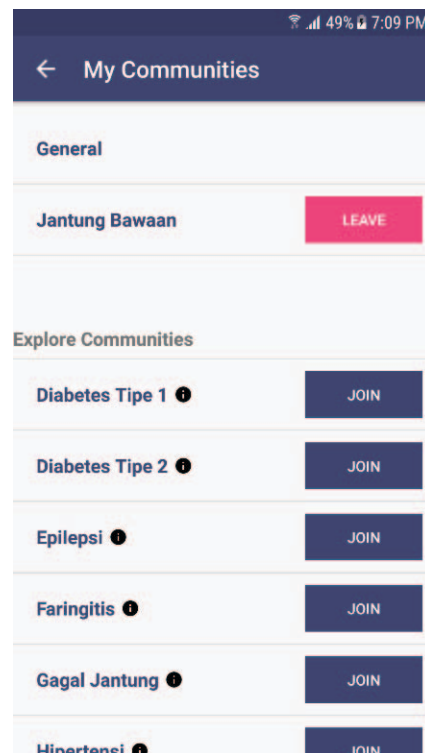 49% 7:09 PM
My Communities
General
Jantung Bawaan LEAVE
Explore Communities
Diabetes Tipe 1 JOIN
Diabetes Tipe 2 JOIN
Epilepsi JOIN
Faringitis JOIN
Gagal Jantung JOIN
Hipertensi JOIN